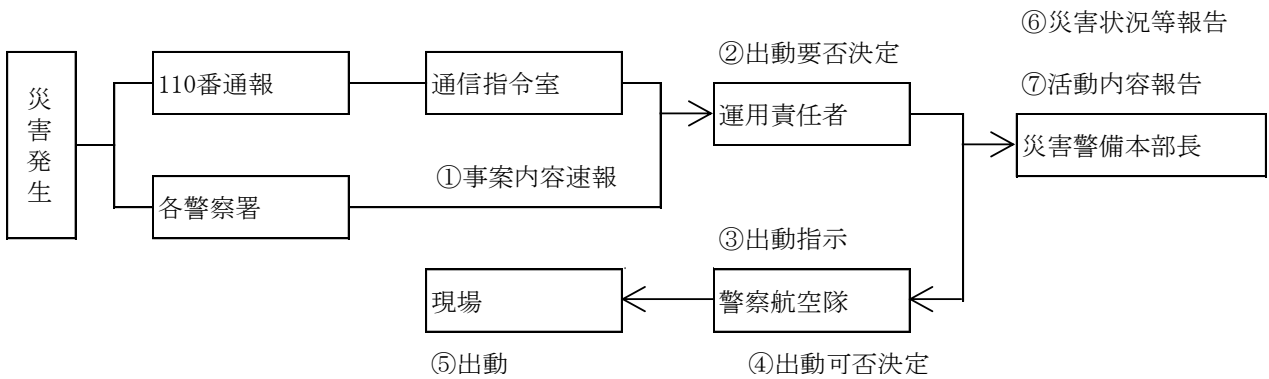 ⑥災害状況等報告
②出動要否決定
⑦活動内容報告
災害発生
110番通報
通信指令室
運用責任者
災害警備本部長
①事案内容速報
各警察署
③出動指示
現場
警察航空隊
⑤出動
④出動可否決定